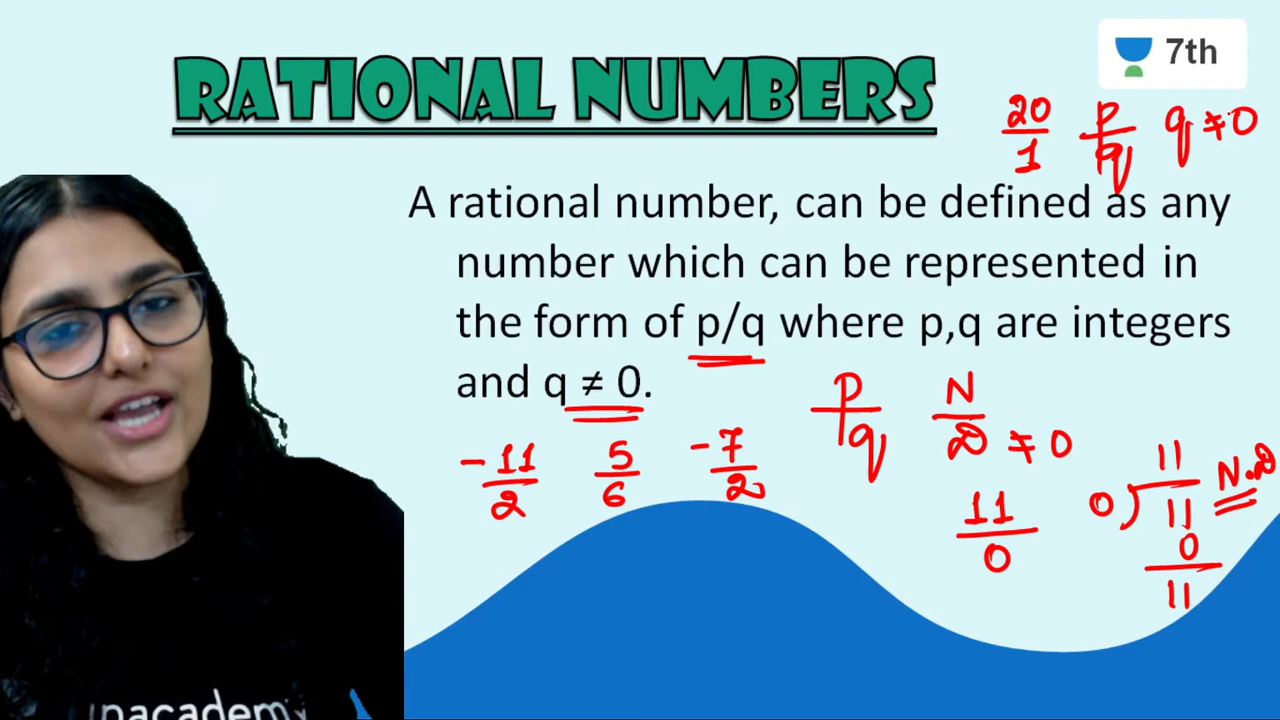 RATIONAL NUMBERS
7th
20/1 p/q q ≠ 0
A rational number, can be defined as any
number which can be represented in
the form of p/q where p,q are integers
and q ≠ 0.
p/q N/D ≠ 0
-11/2 5/6 -7/2
11/0
11
0) 11 N.D
0
11
nacadem